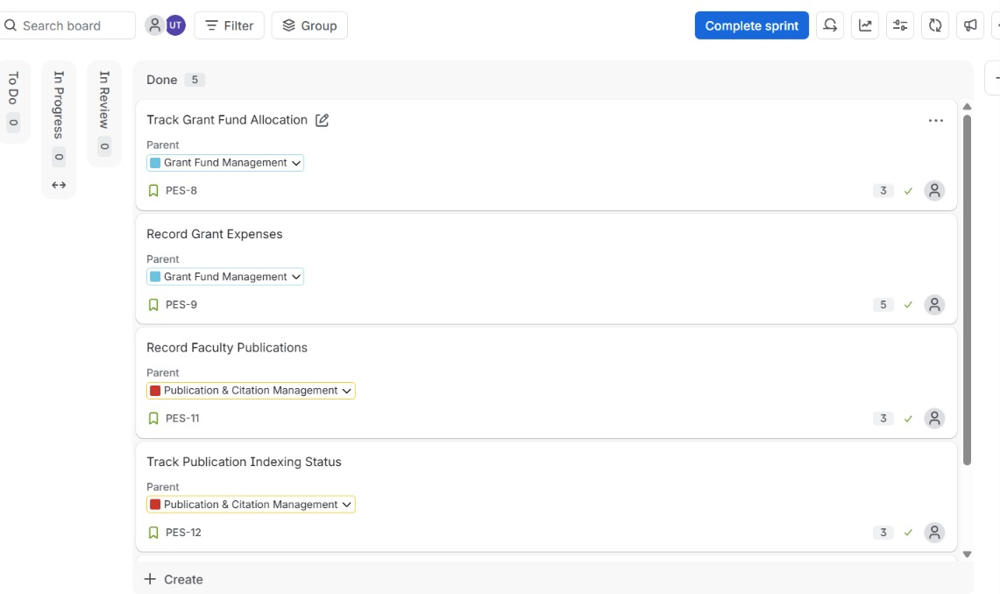 Search board
UT
Filter
Group
Complete sprint
To Do 0
In Progress 0
In Review 0
Done 5
Track Grant Fund Allocation
Parent
Grant Fund Management
PES-8
3
Record Grant Expenses
Parent
Grant Fund Management
PES-9
5
Record Faculty Publications
Parent
Publication & Citation Management
PES-11
3
Track Publication Indexing Status
Parent
Publication & Citation Management
PES-12
3
Create